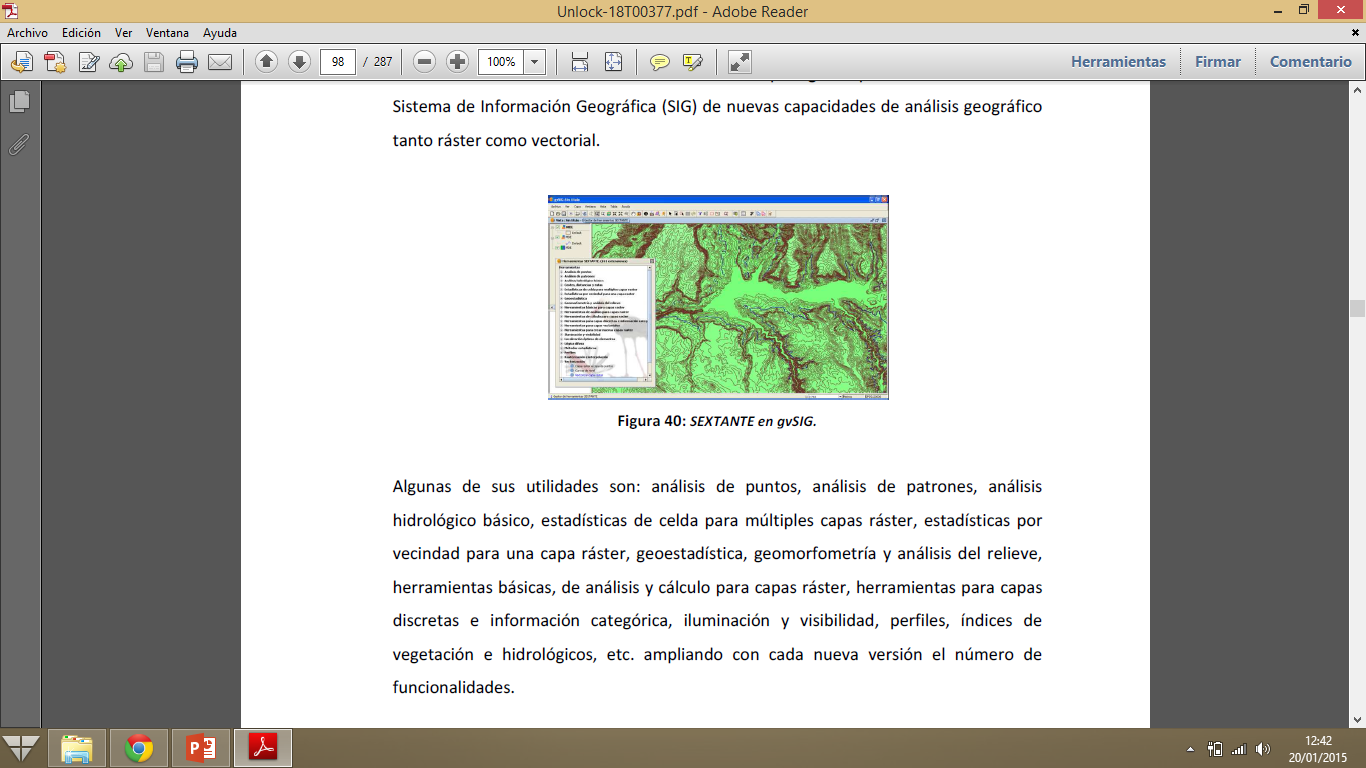 Unlock-18T00377.pdf - Adobe Reader
Archivo Edición Ver Ventana Ayuda
98 / 287 100% Herramientas Firmar Comentario
Sistema de Información Geográfica (SIG) de nuevas capacidades de análisis geográfico
tanto ráster como vectorial.
Figura 40: SEXTANTE en gvSIG.
Algunas de sus utilidades son: análisis de puntos, análisis de patrones, análisis
hidrológico básico, estadísticas de celda para múltiples capas ráster, estadísticas por
vecindad para una capa ráster, geoestadística, geomorfometría y análisis del relieve,
herramientas básicas, de análisis y cálculo para capas ráster, herramientas para capas
discretas e información categórica, iluminación y visibilidad, perfiles, índices de
vegetación e hidrológicos, etc. ampliando con cada nueva versión el número de
funcionalidades.
12:42
20/01/2015